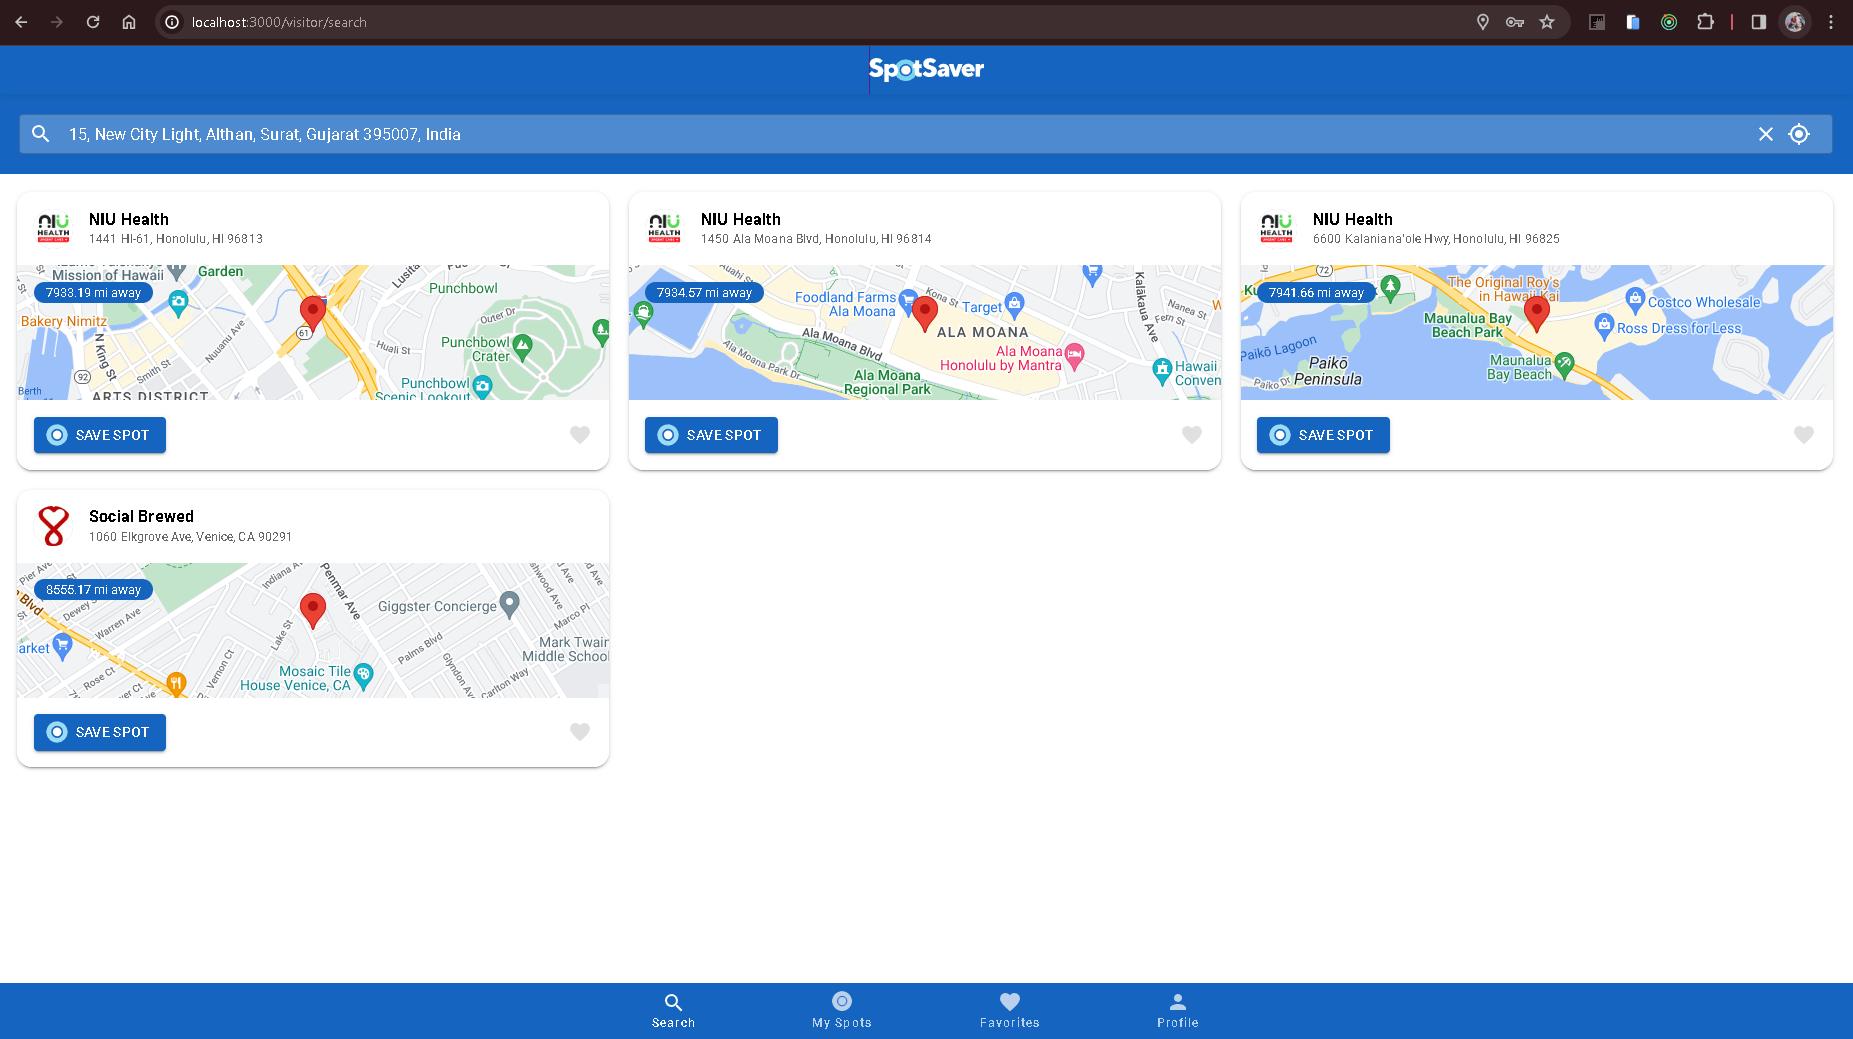 localhost:3000/visitor/search
SpotSaver
15, New City Light, Althan, Surat, Gujarat 395007, India
NIU HEALTH
URGENT CARE +
NIU Health
1441 HI-61, Honolulu, HI 96813
Mission of Hawaii
Garden
7933.19 mi away
Bakery Nimitz
Punchbowl
Outer Dr
N King St
Nuuanu Ave
61
Huali St
Punchbowl
Crater
92
Smith St
Berth
ARTS DISTRICT
Punchbowl
Scenic Lookout
SAVE SPOT
NIU HEALTH
URGENT CARE +
NIU Health
1450 Ala Moana Blvd, Honolulu, HI 96814
7934.57 mi away
Foodland Farms
Ala Moana
Kona St
Target
Kalākaua Ave
Nanea St
Fern St
Ala Moana Blvd
ALA MOANA
Ala Moana Park Dr
Ala Moana
Regional Park
Ala Moana
Honolulu by Mantra
Hawaii
Conven
SAVE SPOT
NIU HEALTH
URGENT CARE +
NIU Health
6600 Kalaniana'ole Hwy, Honolulu, HI 96825
72
7941.66 mi away
The Original Roy's
in Hawaii Kai
Costco Wholesale
Maunalua Bay
Beach Park
Ross Dress for Less
Paikō Lagoon
Paikō
Peninsula
Paiko Dr
Maunalua
Bay Beach
SAVE SPOT
Social Brewed
1060 Elkgrove Ave, Venice, CA 90291
Pier Ave
8555.17 mi away
Indiana Ave
Penmar Ave
Blvd
Dewey St
Warren Ave
Lake St
Giggster Concierge
Marco Pl
arket
Rose Ct
Vernon Ct
Mosaic Tile
House Venice, CA
Palms Blvd
Glyndon Ave
Carlton Way
Mark Twain
Middle School
SAVE SPOT
Search
My Spots
Favorites
Profile